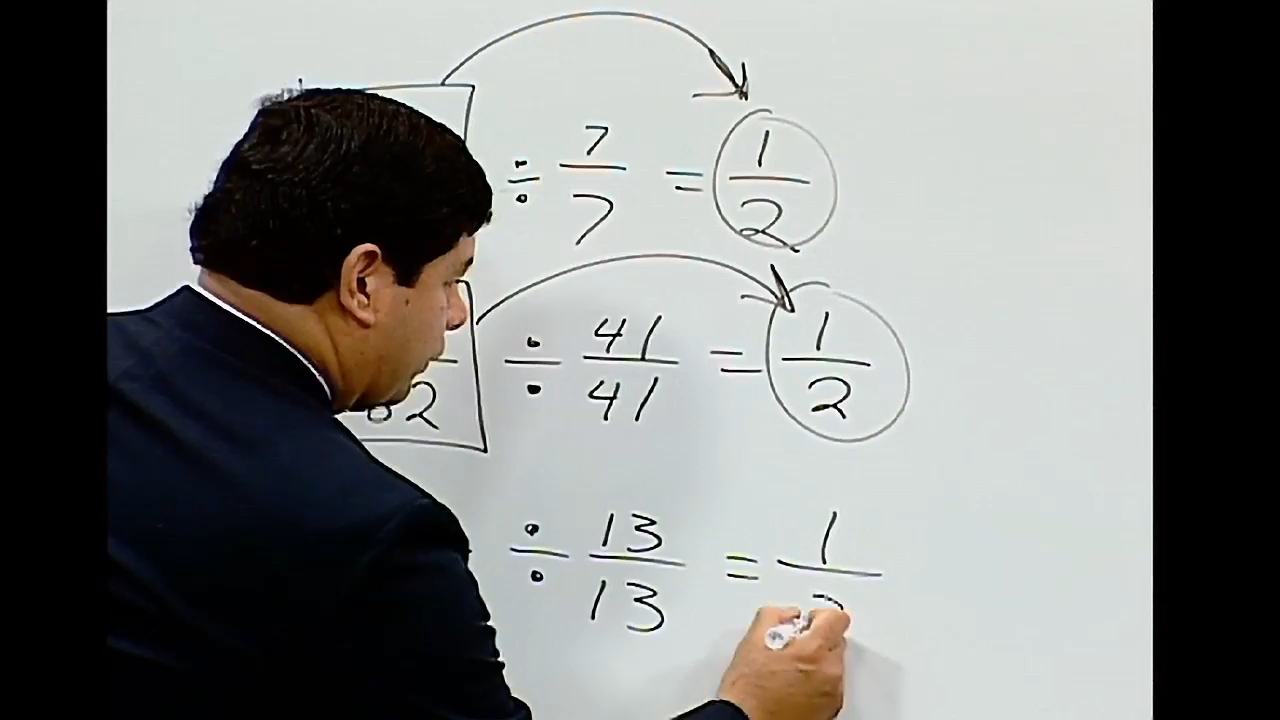 ÷ 7/7 = 1/2
82 ÷ 41/41 = 1/2
÷ 13/13 = 1/